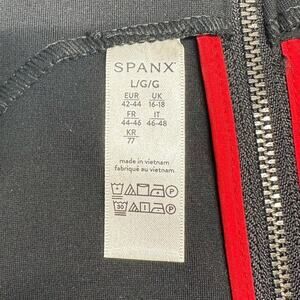 SPANX
L/G/G
EUR UK
42-44 16-18
FR IT
44-46 46-48
KR
77
made in vietnam
fabriqué au vietnam
P
30 P